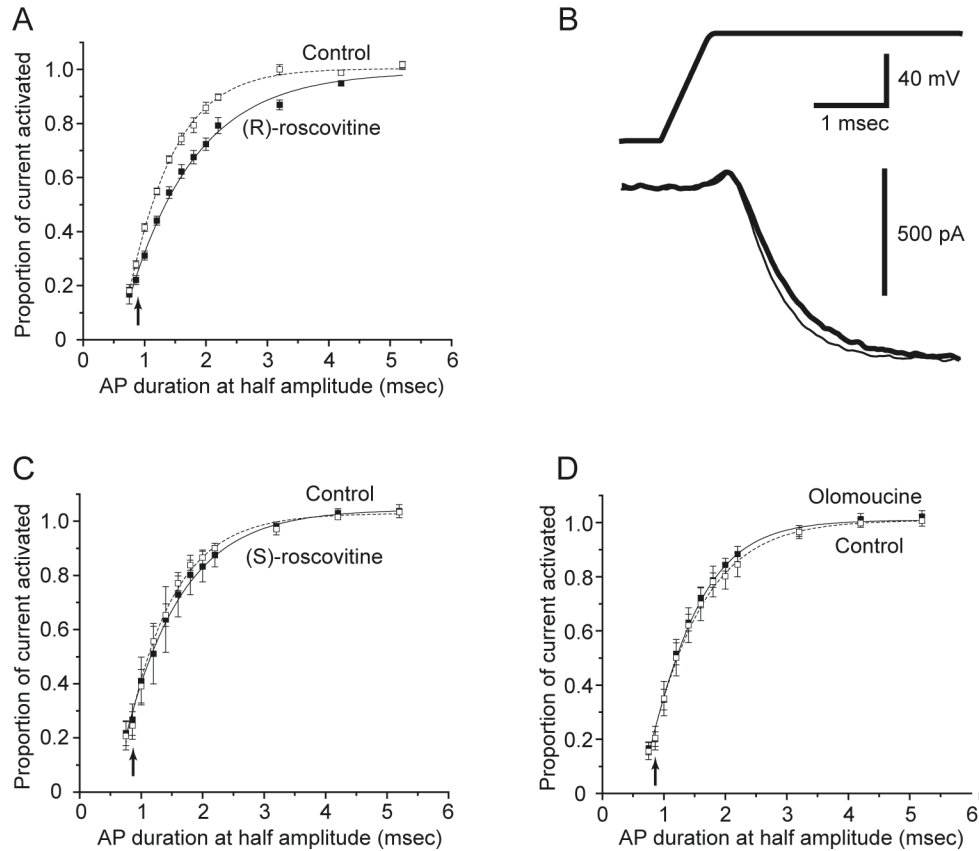 A
Proportion of current activated
1.0
0.8
0.6
0.4
0.2
0
Control
(R)-roscovitine
0 1 2 3 4 5 6
AP duration at half amplitude (msec)
B
40 mV
1 msec
500 pA
C
Proportion of current activated
1.0
0.8
0.6
0.4
0.2
0
Control
(S)-roscovitine
0 1 2 3 4 5 6
AP duration at half amplitude (msec)
D
Proportion of current activated
1.0
0.8
0.6
0.4
0.2
0
Olomoucine
Control
0 1 2 3 4 5 6
AP duration at half amplitude (msec)